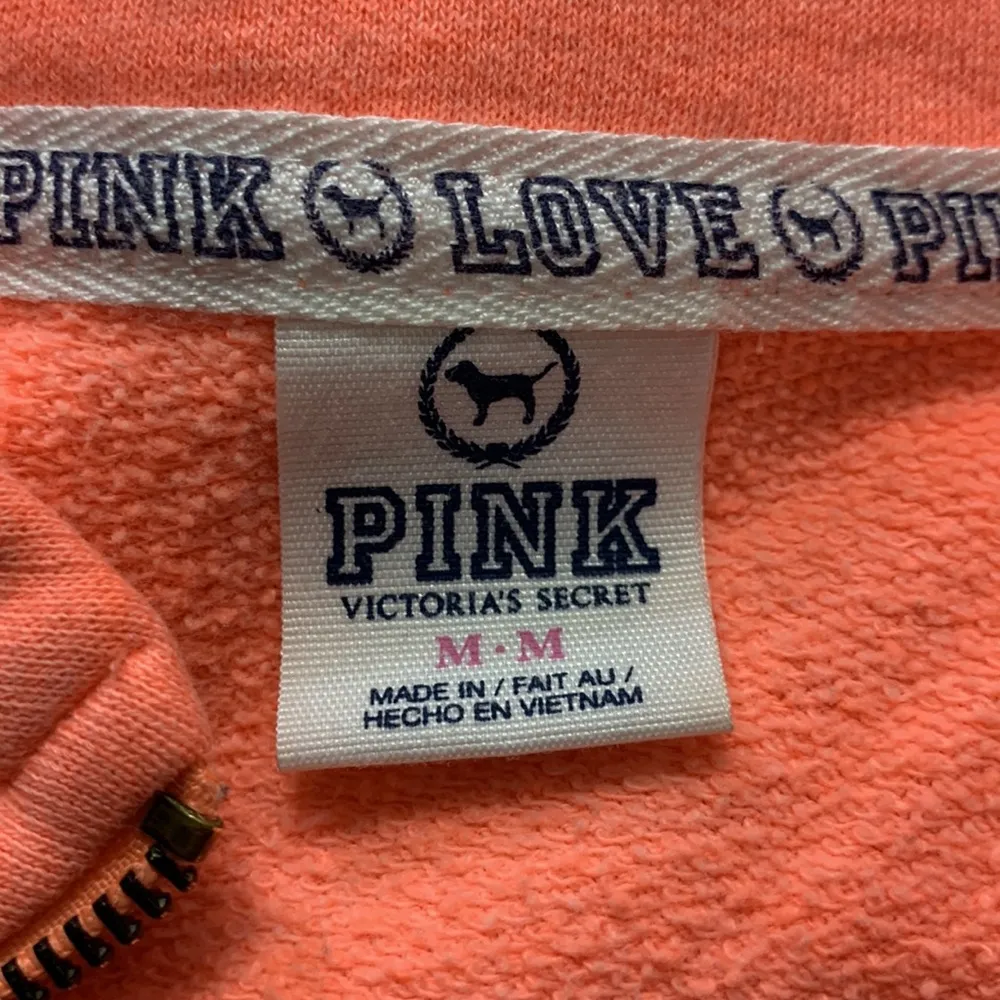 PINK LOVE PI
PINK
VICTORIA'S SECRET
M · M
MADE IN / FAIT AU /
HECHO EN VIETNAM